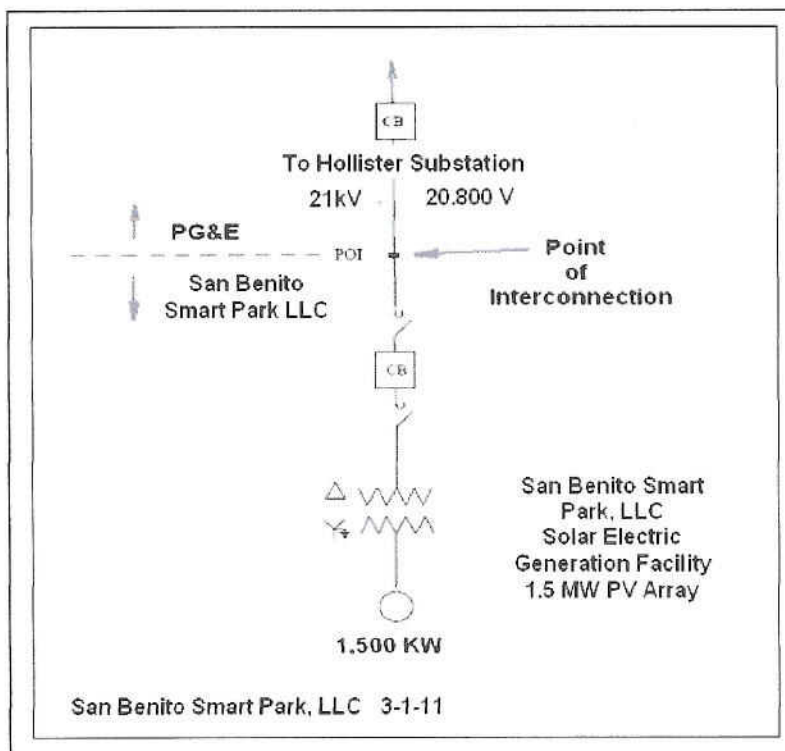 CB
To Hollister Substation
21kV 20.800 V
PG&E
POI
Point
of
Interconnection
San Benito
Smart Park LLC
CB
San Benito Smart
Park, LLC
Solar Electric
Generation Facility
1.5 MW PV Array
1.500 KW
San Benito Smart Park, LLC 3-1-11